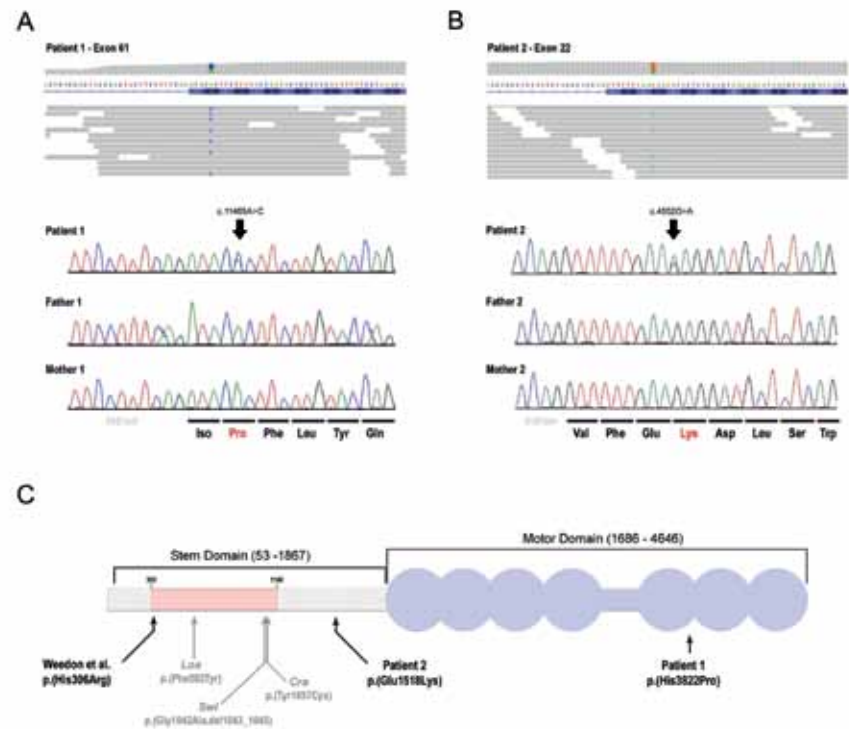 A
Patient 1 - Exon 61
c.11465A>C
Patient 1
Father 1
Mother 1
Iso Pro Phe Leu Tyr Gln
B
Patient 2 - Exon 22
c.4552G>A
Patient 2
Father 2
Mother 2
Val Phe Glu Lys Asp Leu Ser Trp
C
Stem Domain (53 -1867)
Motor Domain (1686 - 4646)
Weedon et al.
p.(His306Arg)
Loa
p.(Phe580Tyr)
Swl
Cra
p.(Tyr1057Cys)
Patient 2
p.(Glu1518Lys)
Patient 1
p.(His3822Pro)